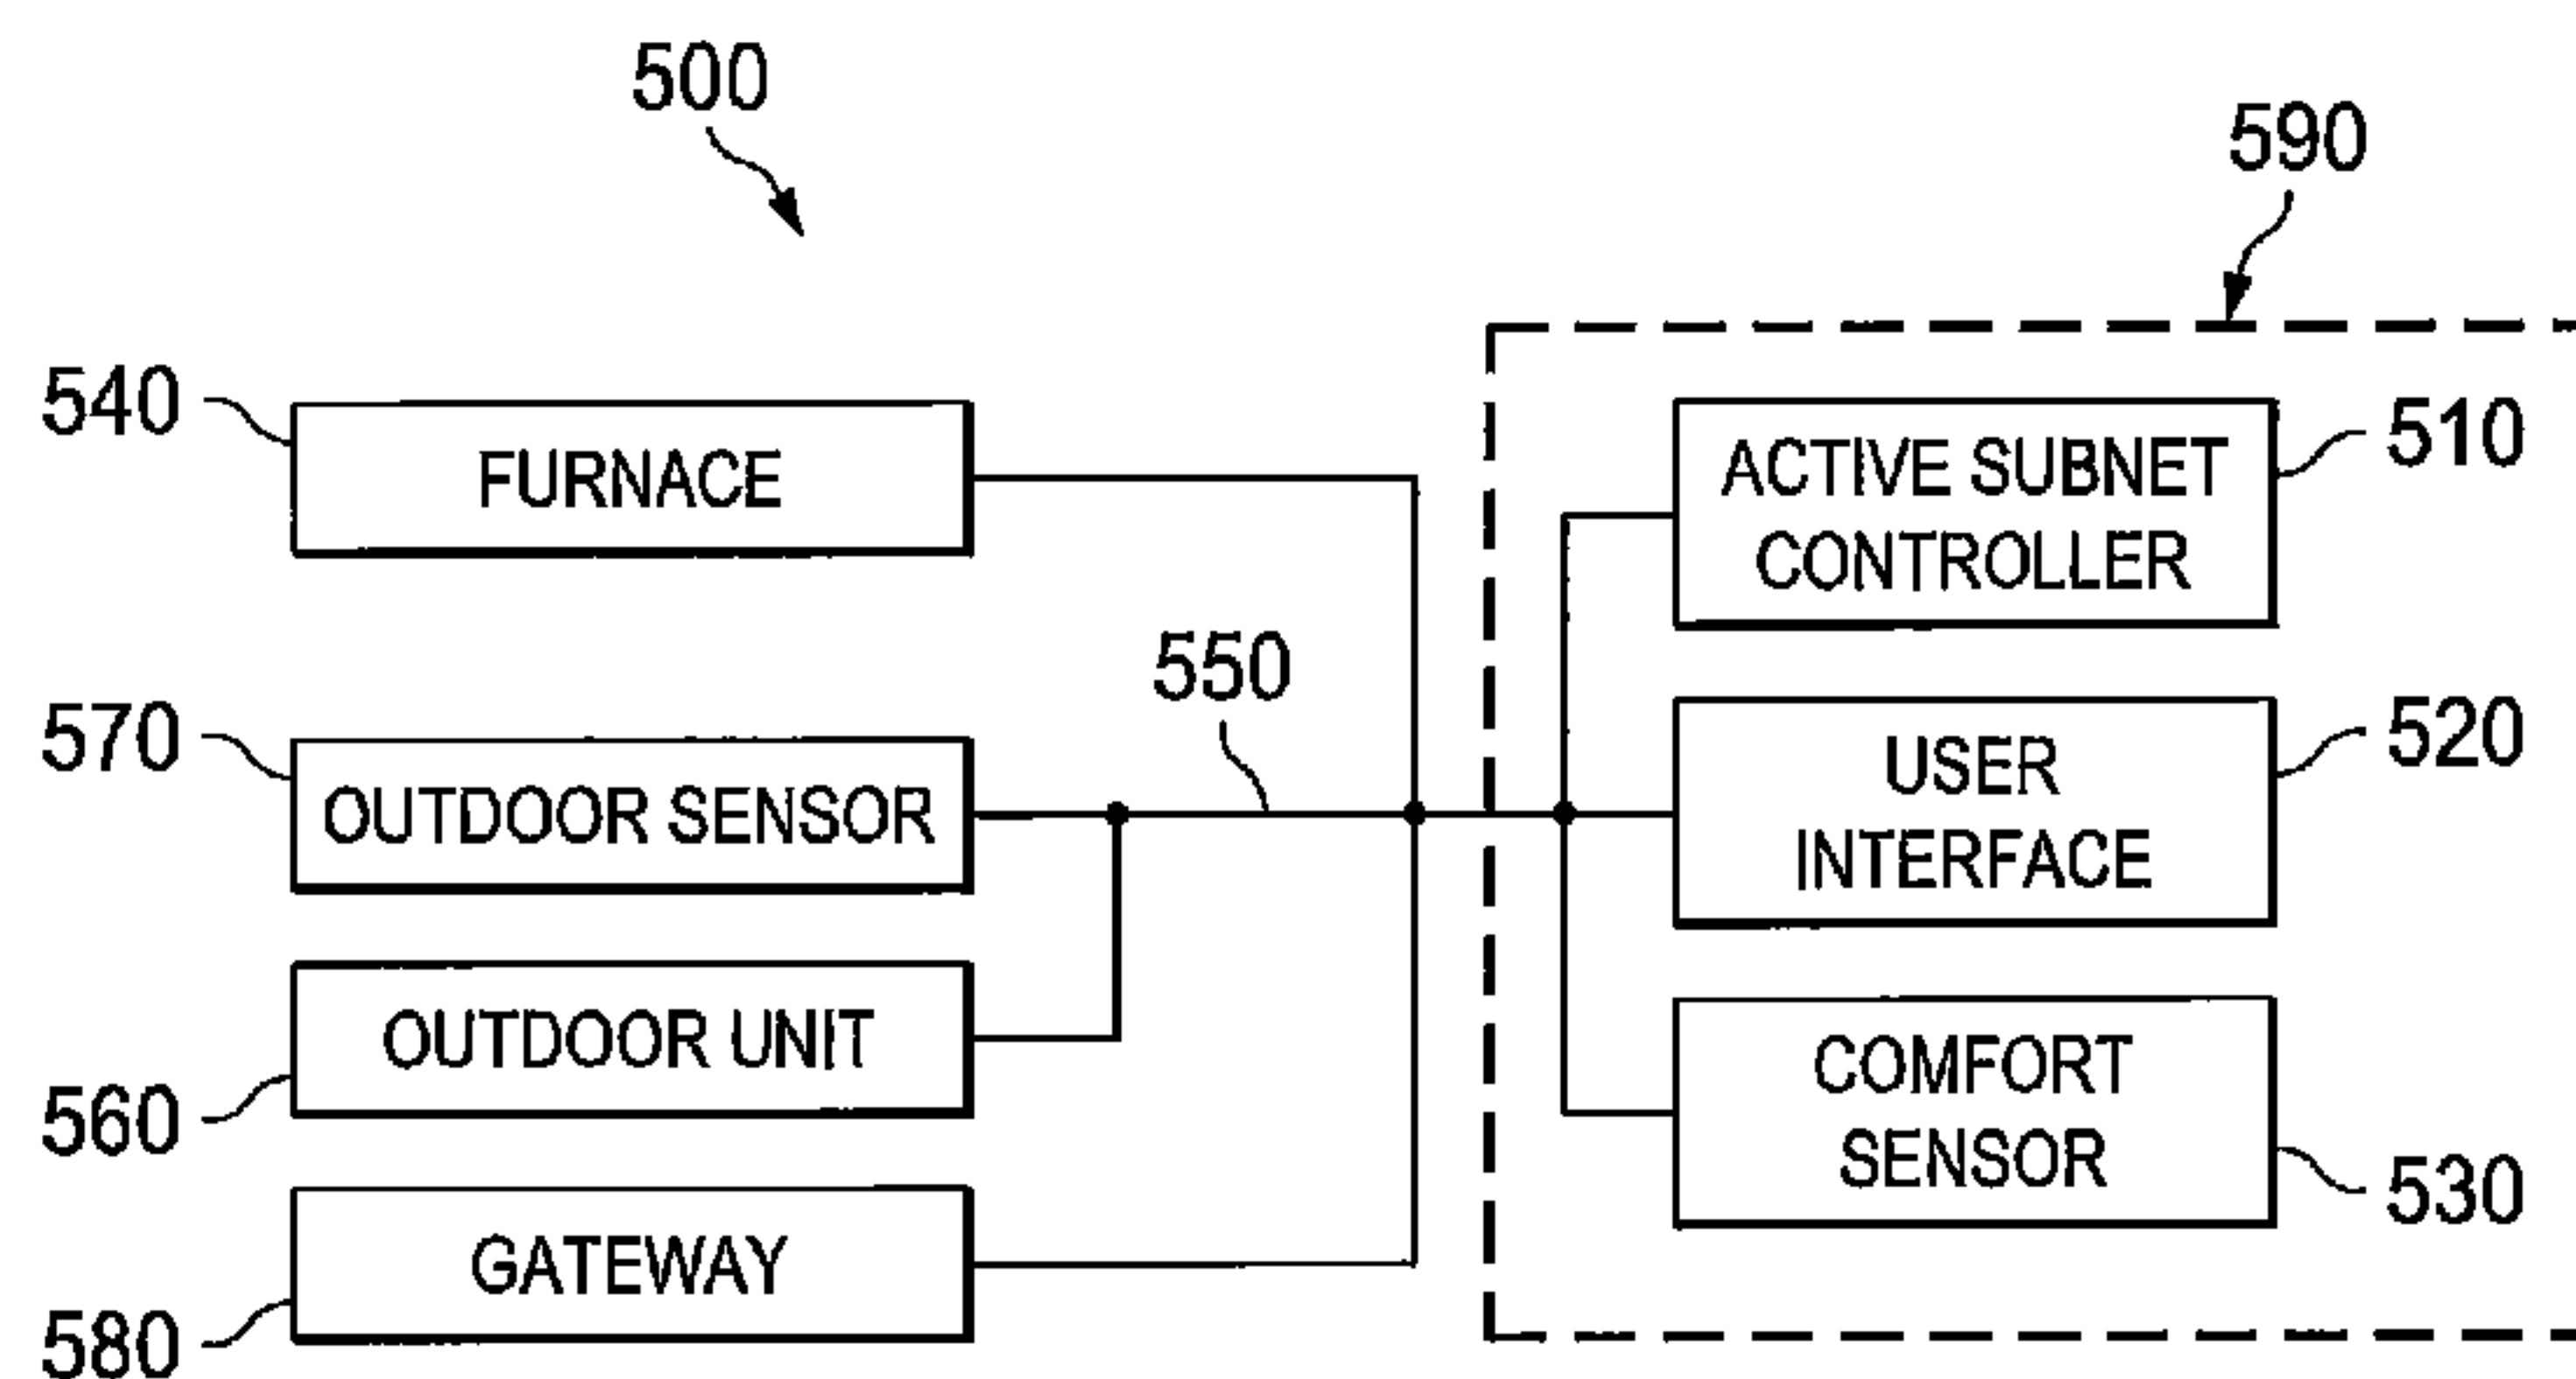 500
590
540
FURNACE
ACTIVE SUBNET
CONTROLLER
510
570
OUTDOOR SENSOR
550
USER
INTERFACE
520
OUTDOOR UNIT
560
COMFORT
SENSOR
530
GATEWAY
580